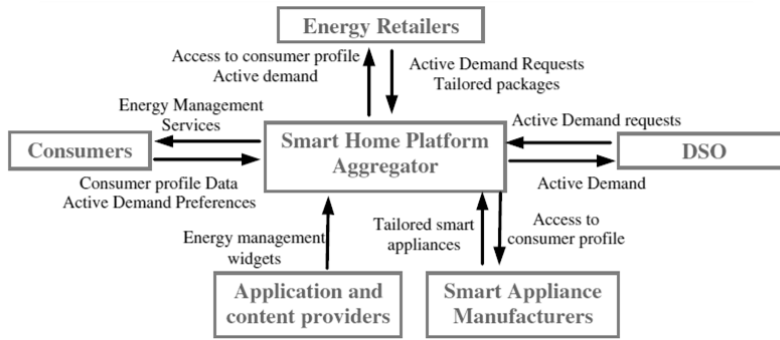 Energy Retailers
Access to consumer profile
Active demand
Active Demand Requests
Tailored packages
Energy Management
Services
Active Demand requests
Consumers
Smart Home Platform
Aggregator
DSO
Consumer profile Data
Active Demand Preferences
Active Demand
Energy management
widgets
Tailored smart
appliances
Access to
consumer profile
Application and
content providers
Smart Appliance
Manufacturers